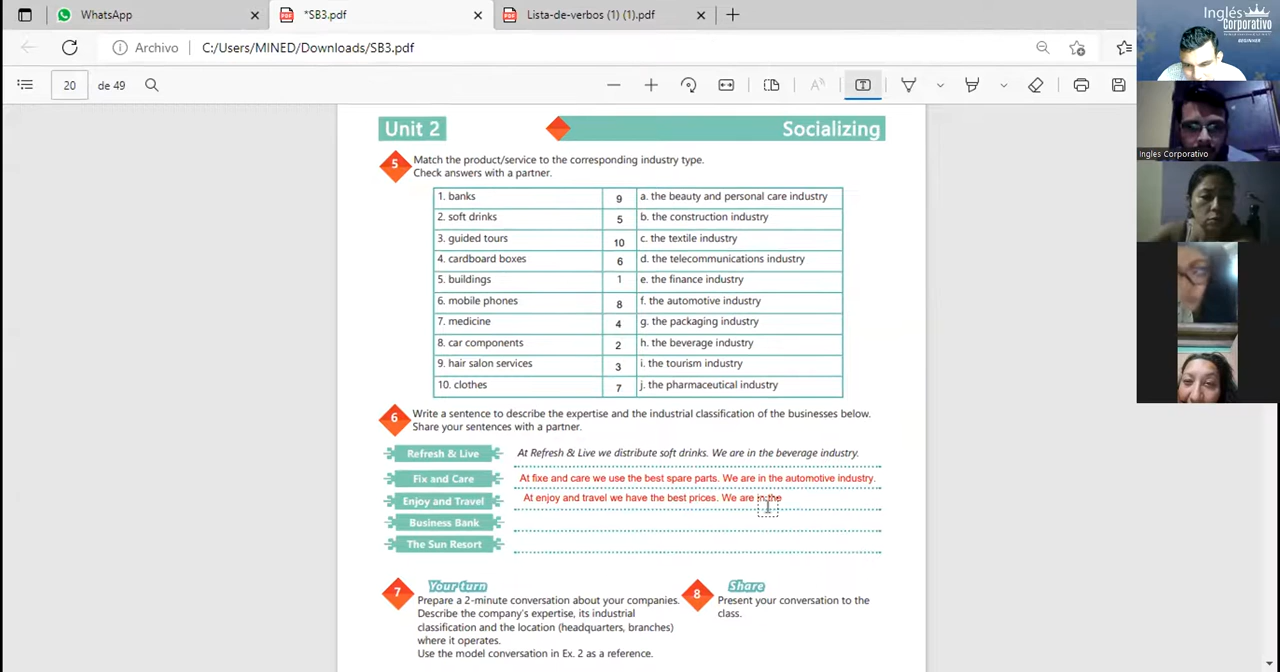 WhatsApp
*SB3.pdf
Lista-de-verbos (1) (1).pdf
Archivo
C:/Users/MINED/Downloads/SB3.pdf
20 de 49
Inglés
Corporativo
BEGINNER
Ingles Corporativo
Unit 2
Socializing
5
Match the product/service to the corresponding industry type.
Check answers with a partner.
1. banks 9 a. the beauty and personal care industry
2. soft drinks 5 b. the construction industry
3. guided tours 10 c. the textile industry
4. cardboard boxes 6 d. the telecommunications industry
5. buildings 1 e. the finance industry
6. mobile phones 8 f. the automotive industry
7. medicine 4 g. the packaging industry
8. car components 2 h. the beverage industry
9. hair salon services 3 i. the tourism industry
10. clothes 7 j. the pharmaceutical industry
6
Write a sentence to describe the expertise and the industrial classification of the businesses below.
Share your sentences with a partner.
Refresh & Live At Refresh & Live we distribute soft drinks. We are in the beverage industry.
Fix and Care At fixe and care we use the best spare parts. We are in the automotive industry.
Enjoy and Travel At enjoy and travel we have the best prices. We are in the
Business Bank
The Sun Resort
7
Your turn
Prepare a 2-minute conversation about your companies.
Describe the company's expertise, its industrial
classification and the location (headquarters, branches)
where it operates.
Use the model conversation in Ex. 2 as a reference.
8
Share
Present your conversation to the
class.